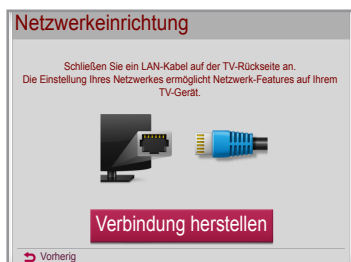 Netzwerkeinrichtung
Schließen Sie ein LAN-Kabel auf der TV-Rückseite an.
Die Einstellung Ihres Netzwerkes ermöglicht Netzwerk-Features auf Ihrem
TV-Gerät.
Verbindung herstellen
Vorherig